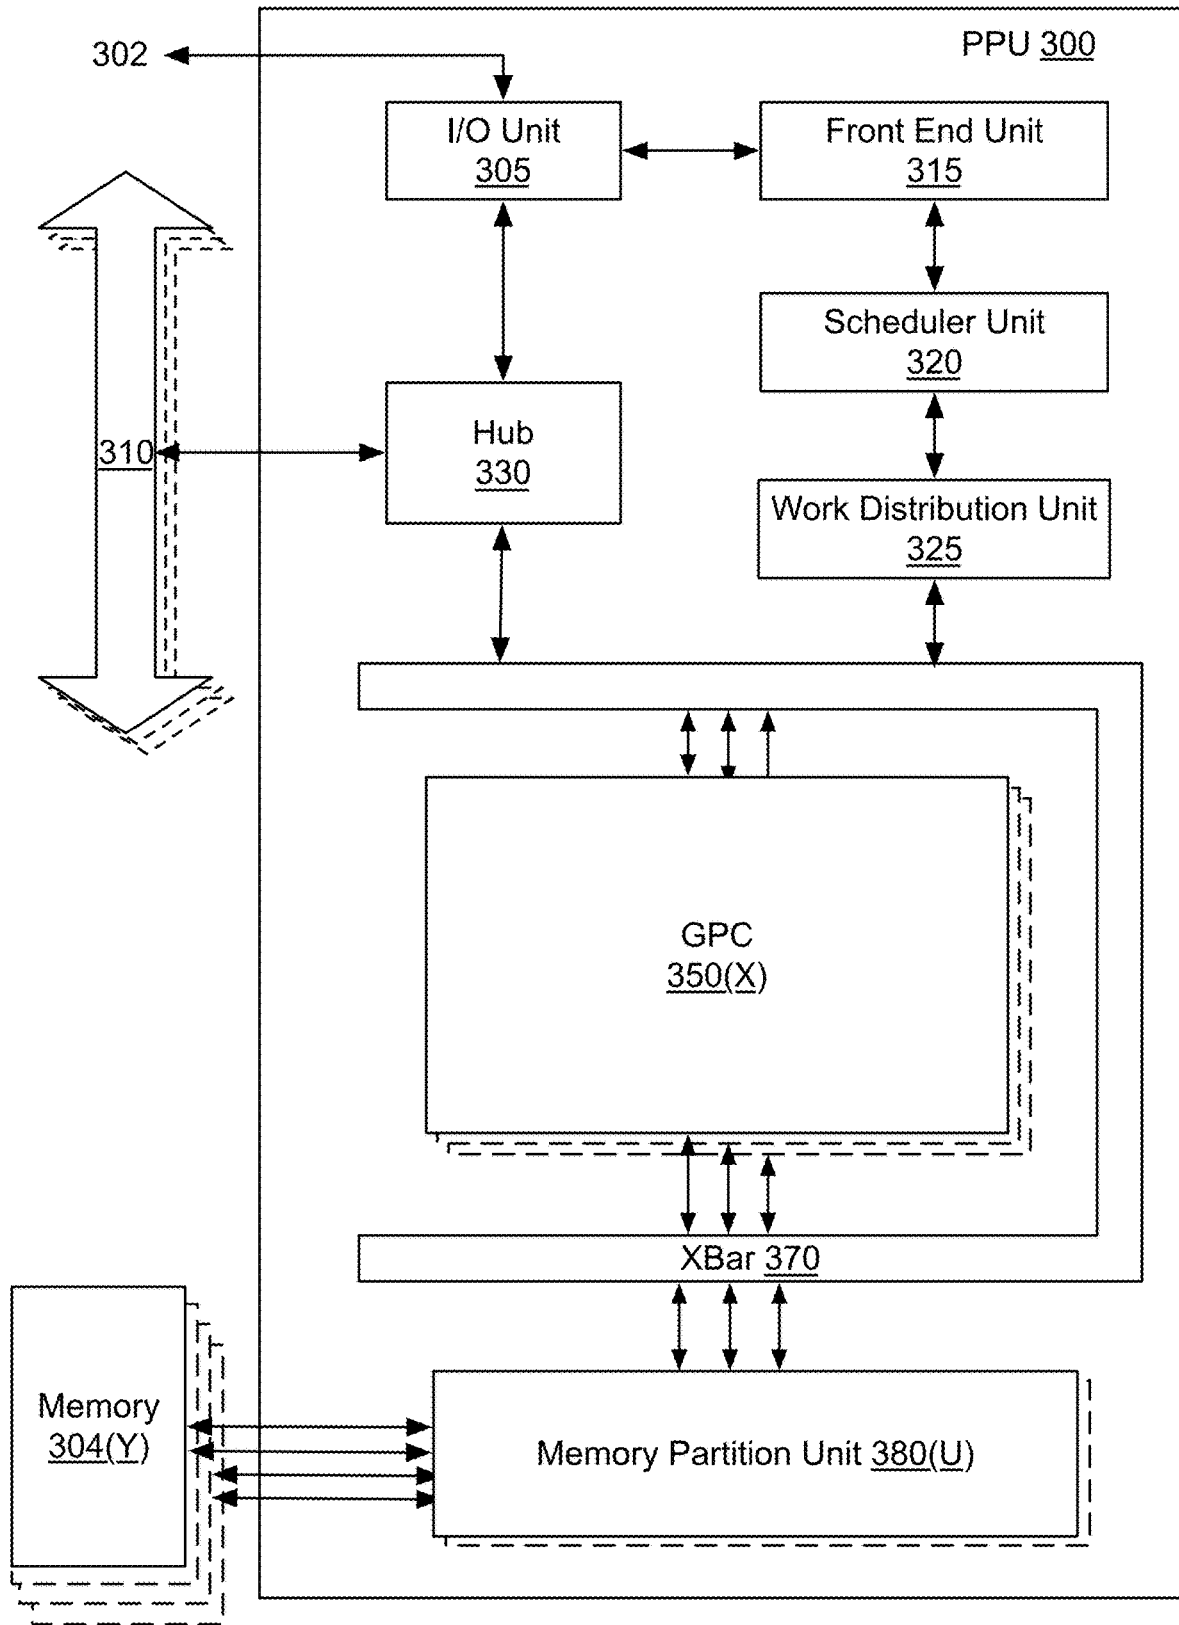 PPU 300
302
I/O Unit
305
Front End Unit
315
Scheduler Unit
320
310
Hub
330
Work Distribution Unit
325
GPC
350(X)
XBar 370
Memory
304(Y)
Memory Partition Unit 380(U)